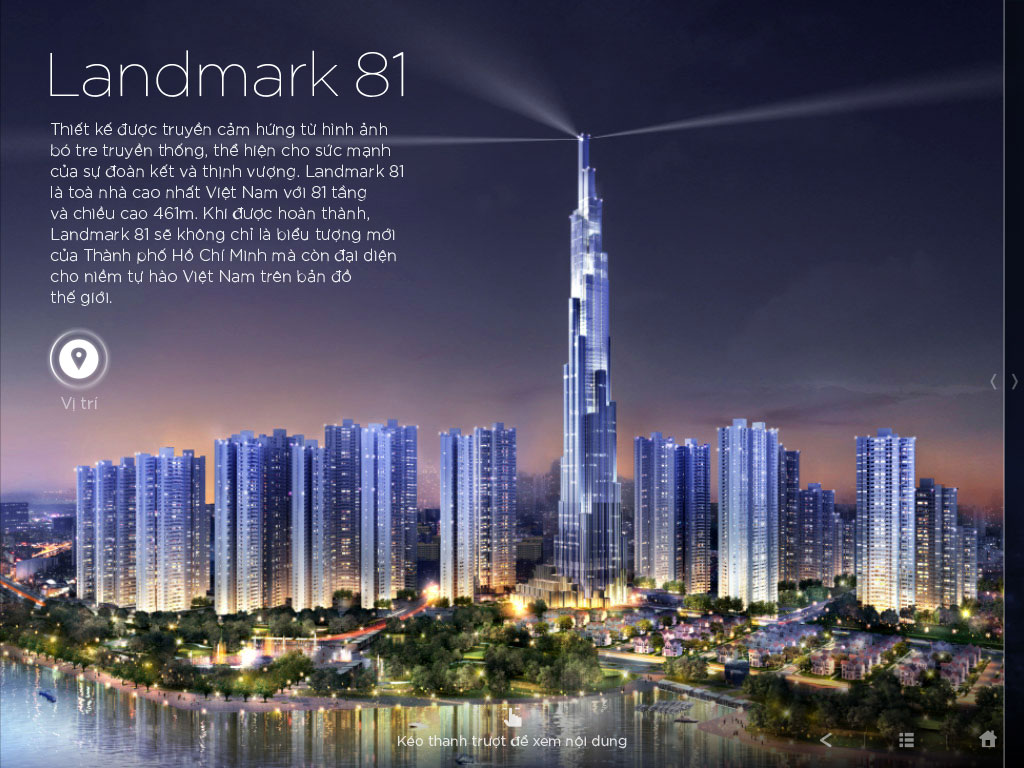 Landmark 81
Thiết kế được truyền cảm hứng từ hình ảnh
bó tre truyền thống, thể hiện cho sức mạnh
của sự đoàn kết và thịnh vượng. Landmark 81
là toà nhà cao nhất Việt Nam với 81 tầng
và chiều cao 461m. Khi được hoàn thành,
Landmark 81 sẽ không chỉ là biểu tượng mới
của Thành phố Hồ Chí Minh mà còn đại diện
cho niềm tự hào Việt Nam trên bản đồ
thế giới.
Vị trí
Kéo thanh trượt để xem nội dung